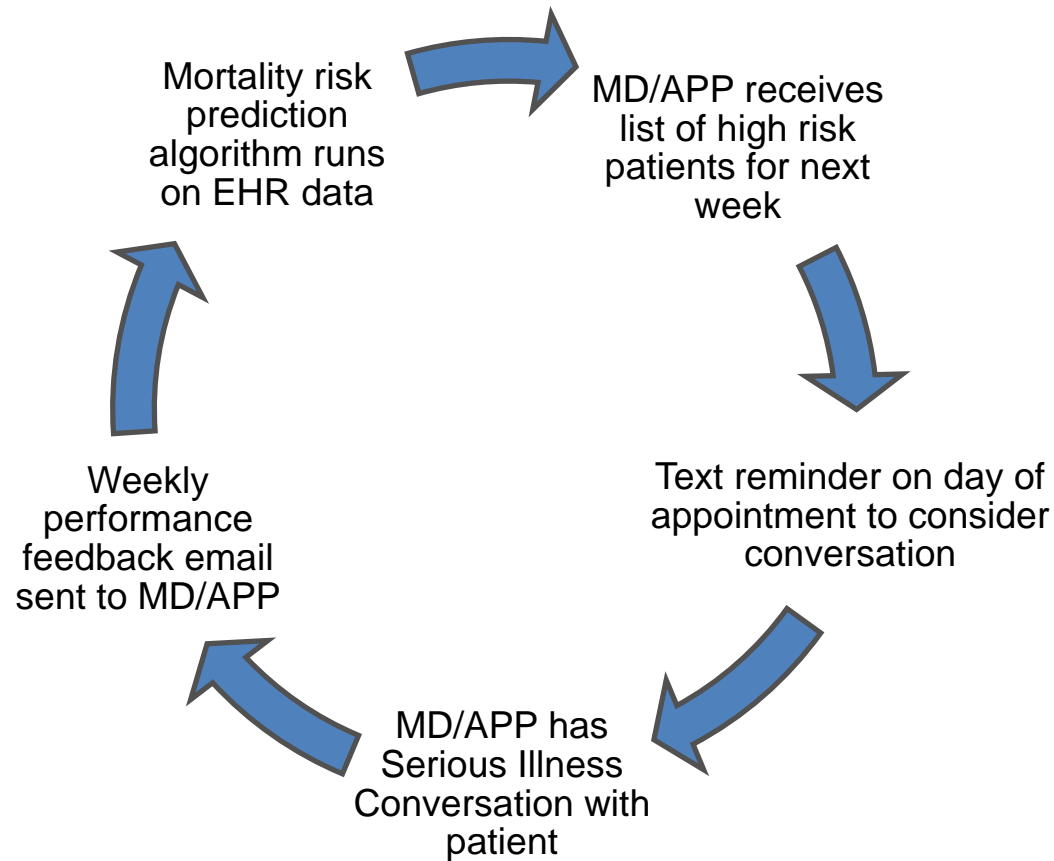 Mortality risk
prediction
algorithm runs
on EHR data
MD/APP receives
list of high risk
patients for next
week
Text reminder on day of
appointment to consider
conversation
MD/APP has
Serious Illness
Conversation with
patient
Weekly
performance
feedback email
sent to MD/APP